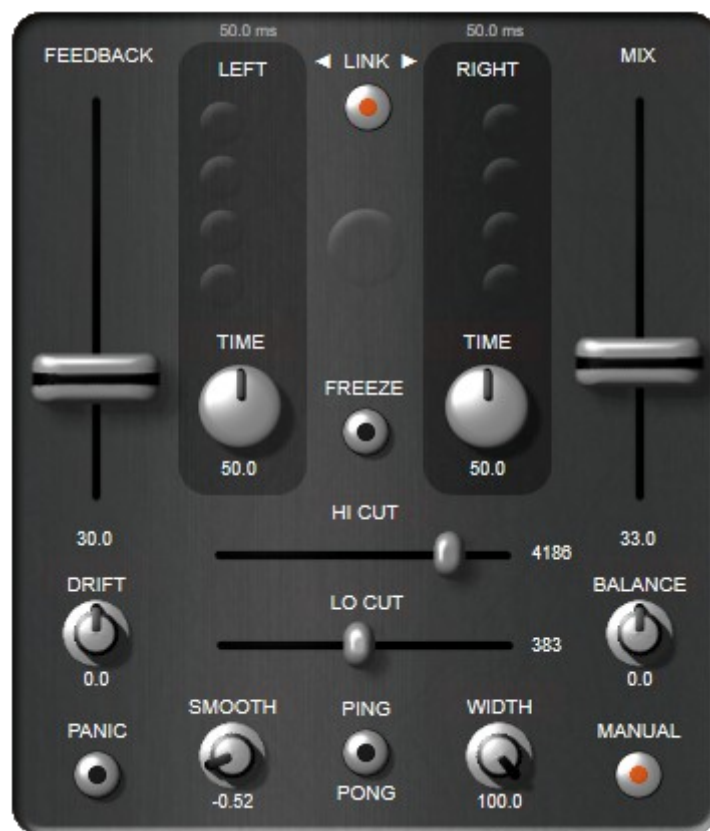 50.0 ms 50.0 ms
FEEDBACK LEFT ◄ LINK ► RIGHT MIX
TIME TIME
FREEZE
50.0 50.0
HI CUT
30.0 4186 33.0
DRIFT LO CUT BALANCE
383
0.0 0.0
SMOOTH PING WIDTH
PANIC MANUAL
-0.52 PONG 100.0